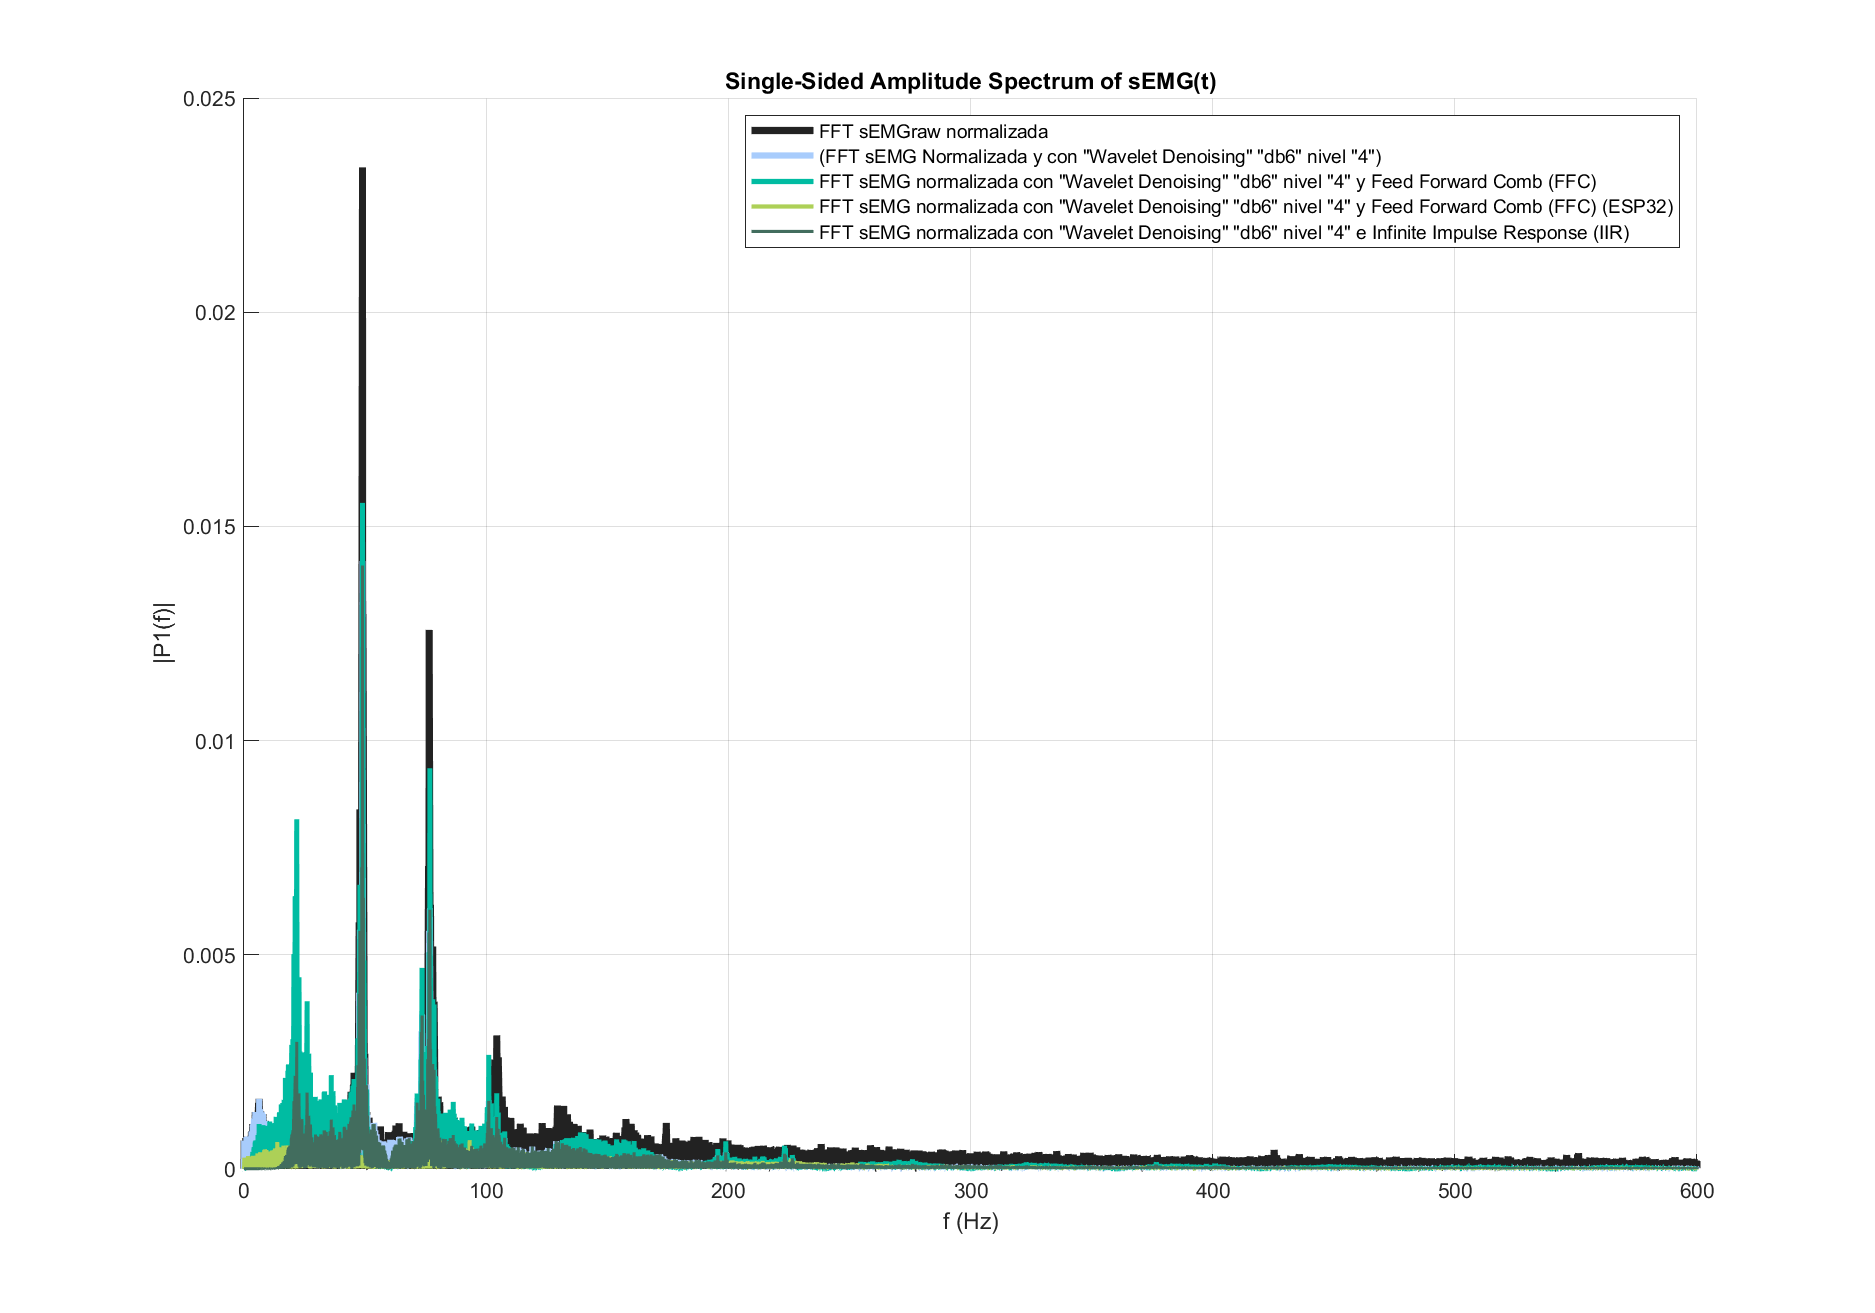 Single-Sided Amplitude Spectrum of sEMG(t)
0.025
FFT sEMGraw normalizada
(FFT sEMG Normalizada y con "Wavelet Denoising" "db6" nivel "4")
FFT sEMG normalizada con "Wavelet Denoising" "db6" nivel "4" y Feed Forward Comb (FFC)
FFT sEMG normalizada con "Wavelet Denoising" "db6" nivel "4" y Feed Forward Comb (FFC) (ESP32)
FFT sEMG normalizada con "Wavelet Denoising" "db6" nivel "4" e Infinite Impulse Response (IIR)
0.02
0.015
|P1(f)|
0.01
0.005
0
0 100 200 300 400 500 600
f (Hz)